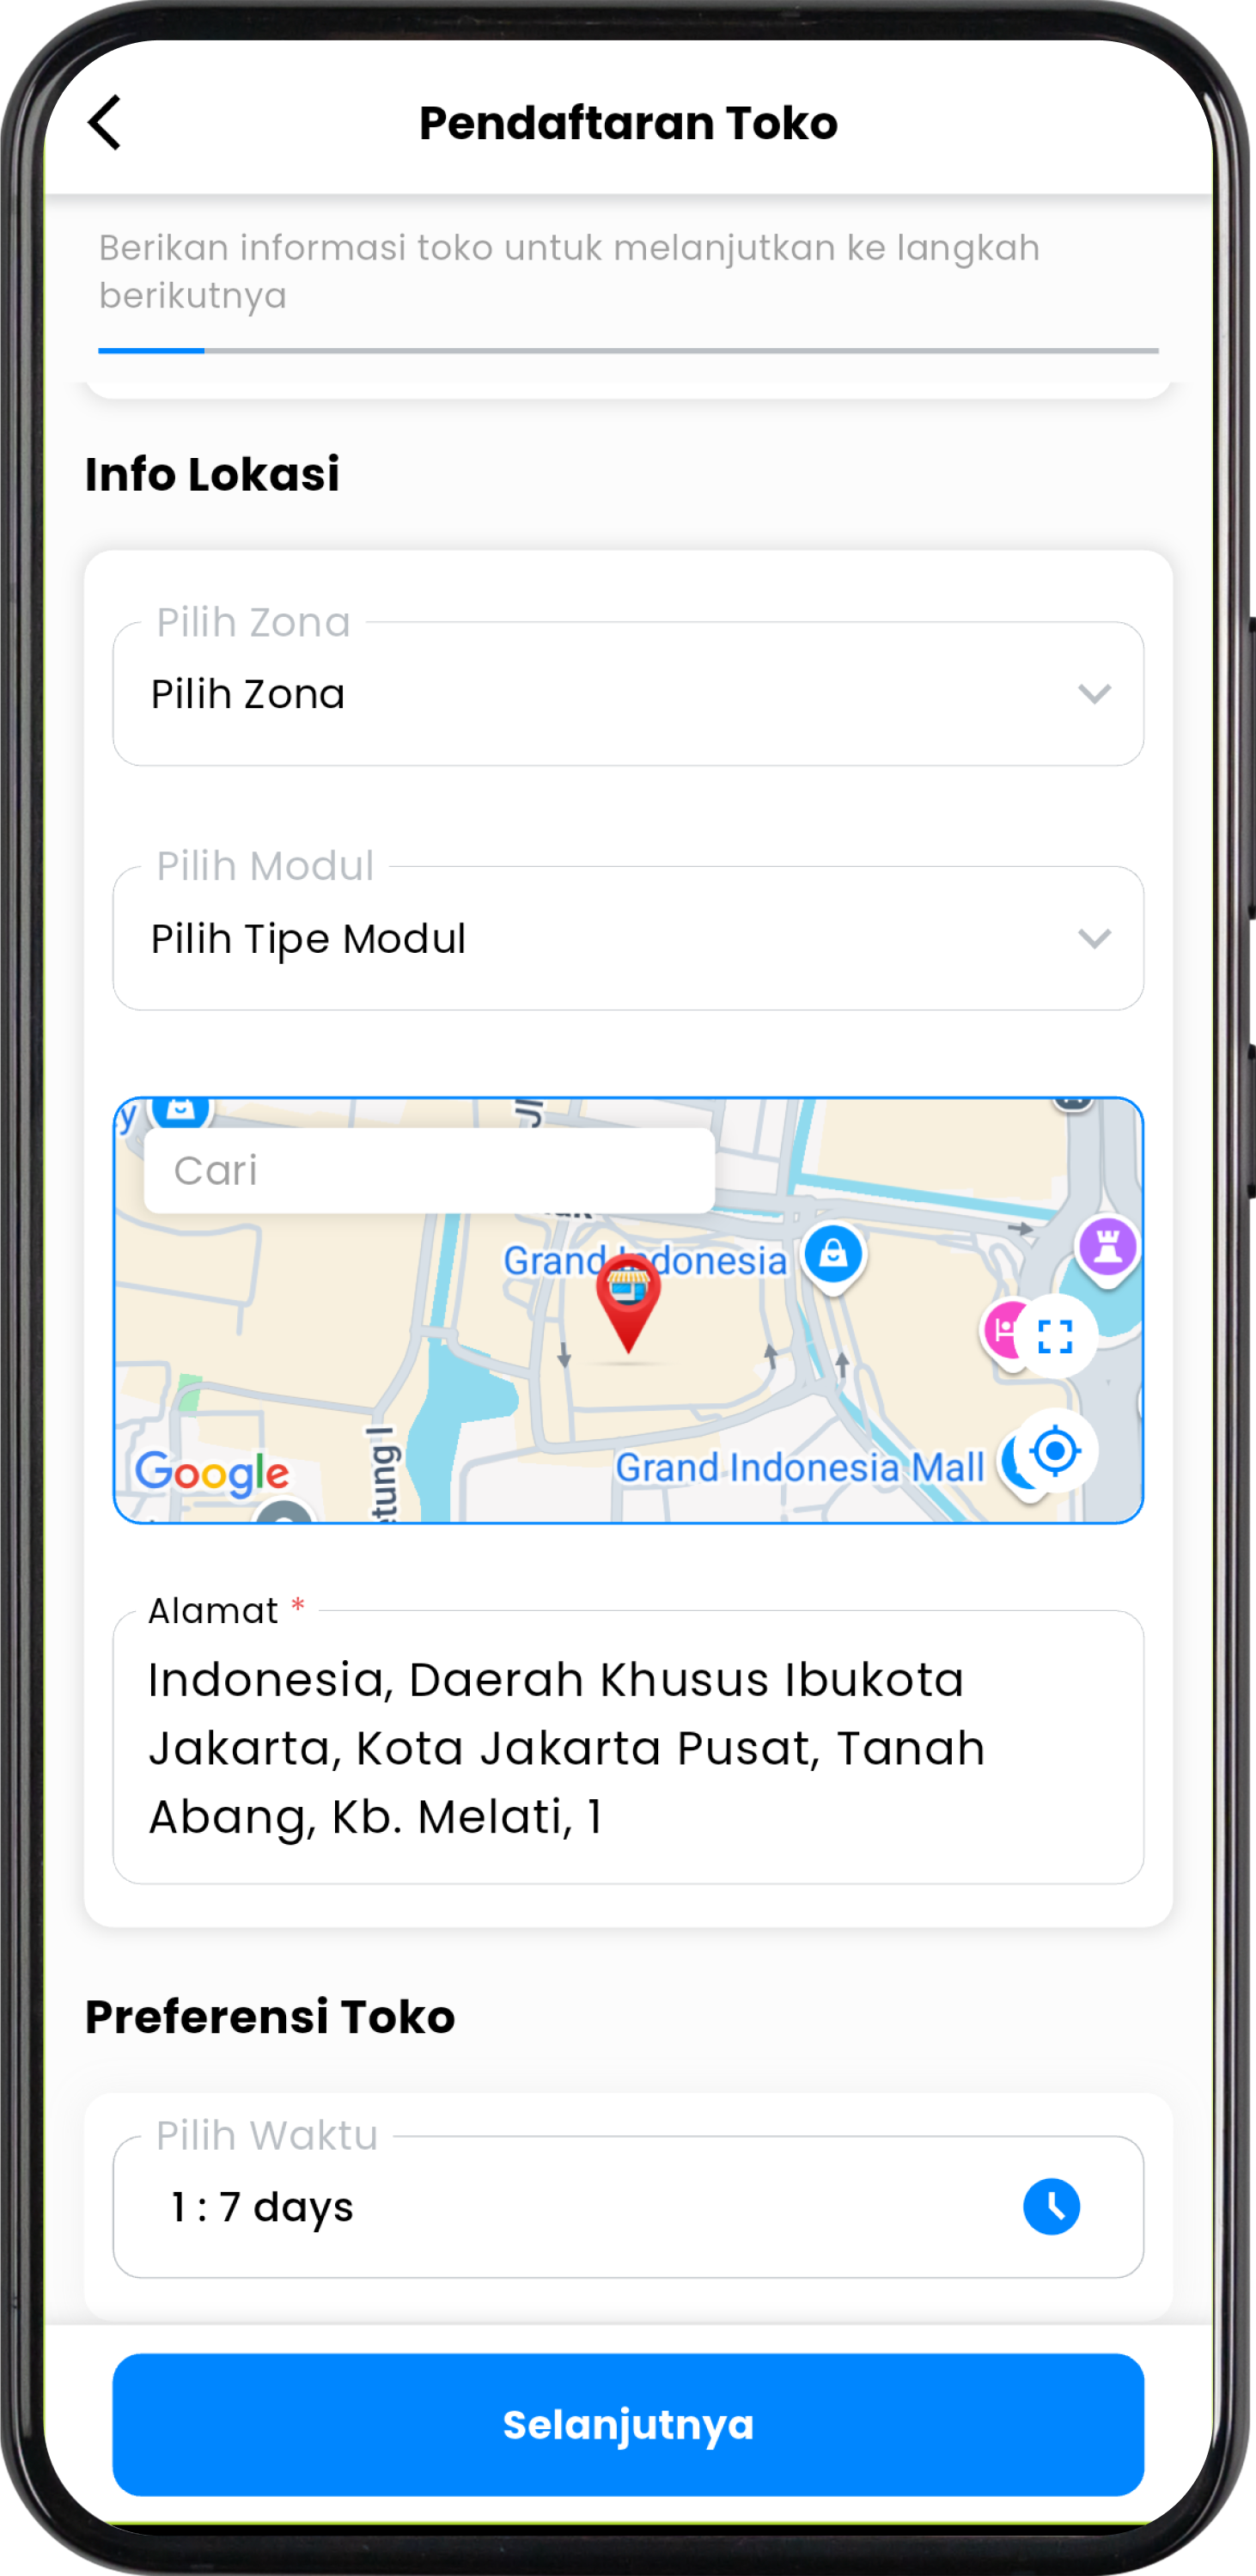 Pendaftaran Toko
Berikan informasi toko untuk melanjutkan ke langkah
berikutnya
Info Lokasi
Pilih Zona
Pilih Zona
Pilih Modul
Pilih Tipe Modul
y
Jl
Cari
Grand Indonesia
Grand Indonesia Mall
Google
Alamat *
Indonesia, Daerah Khusus Ibukota
Jakarta, Kota Jakarta Pusat, Tanah
Abang, Kb. Melati, 1
Preferensi Toko
Pilih Waktu
1 : 7 days
Selanjutnya